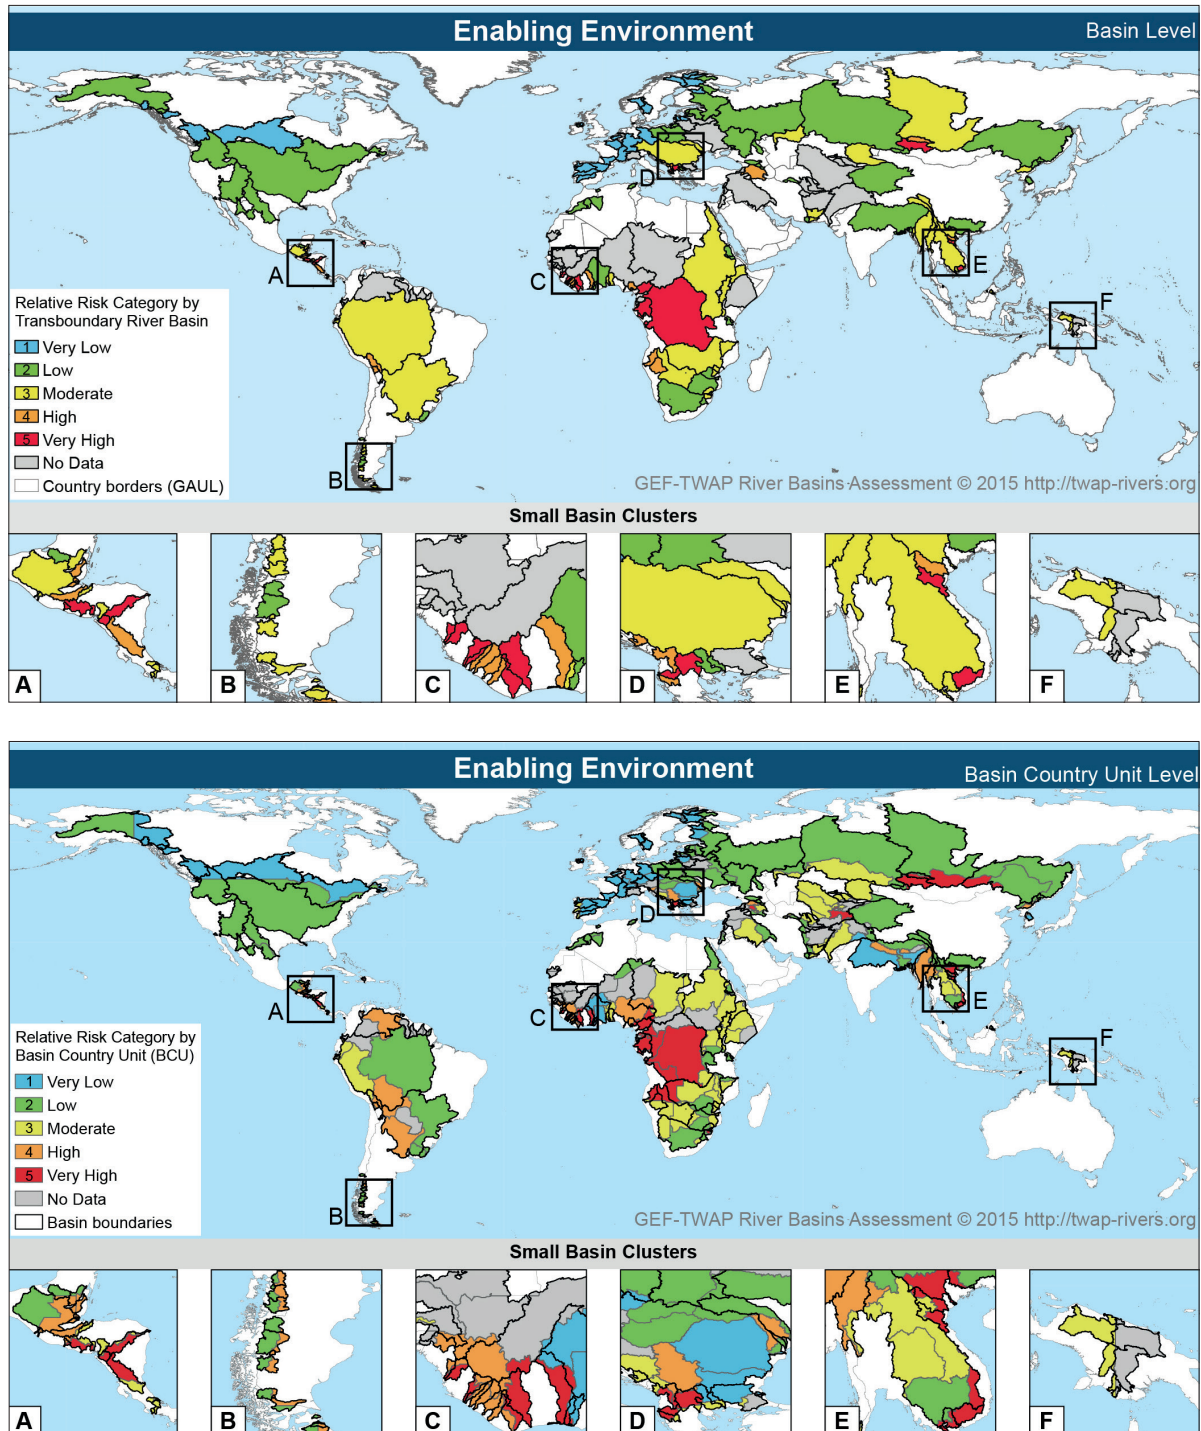 Enabling Environment
Basin Level
A
B
C
D
E
F
Relative Risk Category by
Transboundary River Basin
1 Very Low
2 Low
3 Moderate
4 High
5 Very High
No Data
Country borders (GAUL)
GEF-TWAP River Basins Assessment © 2015 http://twap-rivers.org
Small Basin Clusters
A
B
C
D
E
F
Enabling Environment
Basin Country Unit Level
A
B
C
D
E
F
Relative Risk Category by
Basin Country Unit (BCU)
1 Very Low
2 Low
3 Moderate
4 High
5 Very High
No Data
Basin boundaries
GEF-TWAP River Basins Assessment © 2015 http://twap-rivers.org
Small Basin Clusters
A
B
C
D
E
F